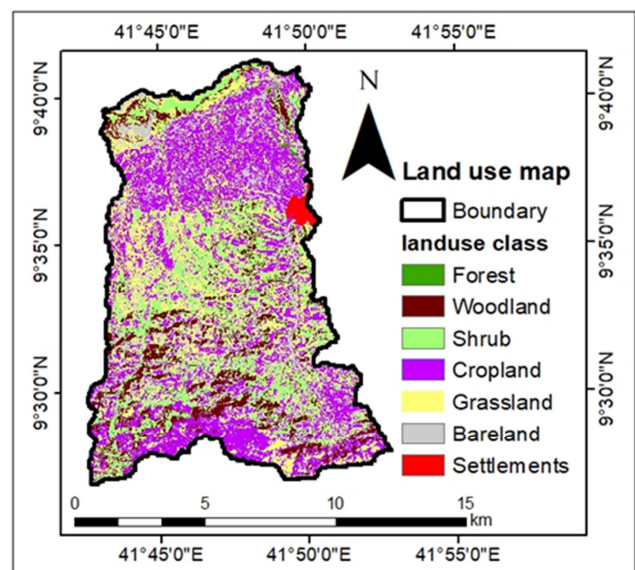 41°45'0"E 41°50'0"E 41°55'0"E
9°40'0"N
9°35'0"N
9°30'0"N
9°40'0"N
9°35'0"N
9°30'0"N
N
Land use map
Boundary
landuse class
Forest
Woodland
Shrub
Cropland
Grassland
Bareland
Settlements
0 5 10 15
km
41°45'0"E 41°50'0"E 41°55'0"E